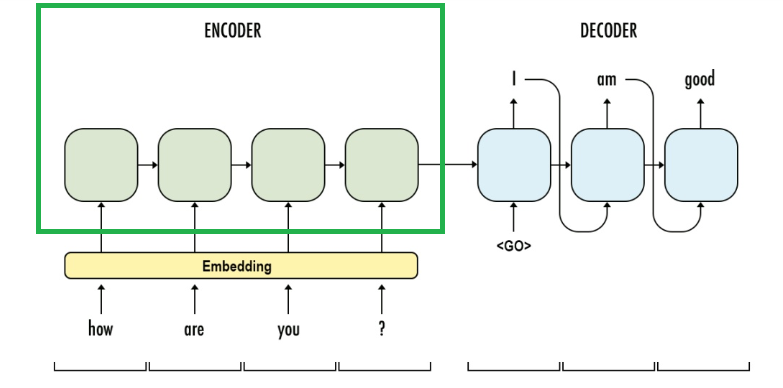 ENCODER
DECODER
I am good
<GO>
Embedding
how are you ?